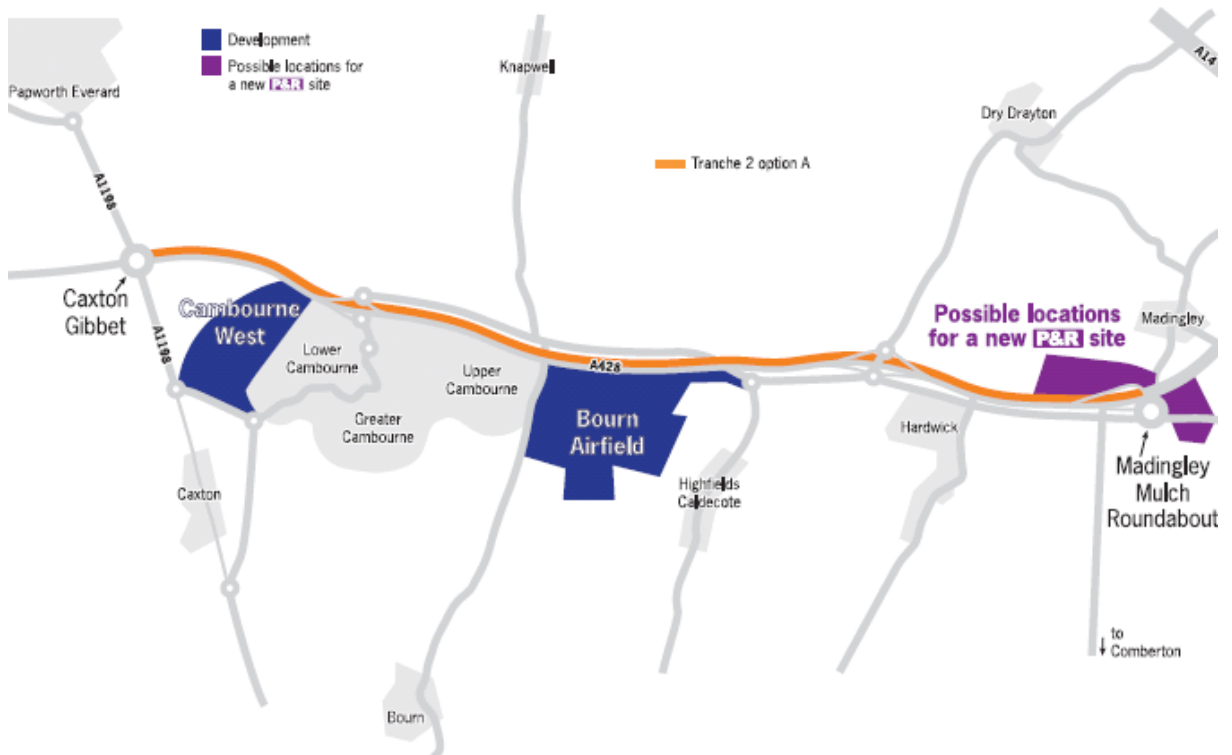 Development
Possible locations for
a new P&R site
Knapwell
Papworth Everard
A14
Dry Drayton
Tranche 2 option A
A1198
Caxton
Gibbet
Cambourne
West
Possible locations
for a new P&R site
Madingley
A1198
Lower
Cambourne
Upper
Cambourne
A428
Greater
Cambourne
Bourn
Airfield
Hardwick
Madingley
Mulch
Roundabout
Caxton
Highfields
Caldecote
to
Comberton
Bourn